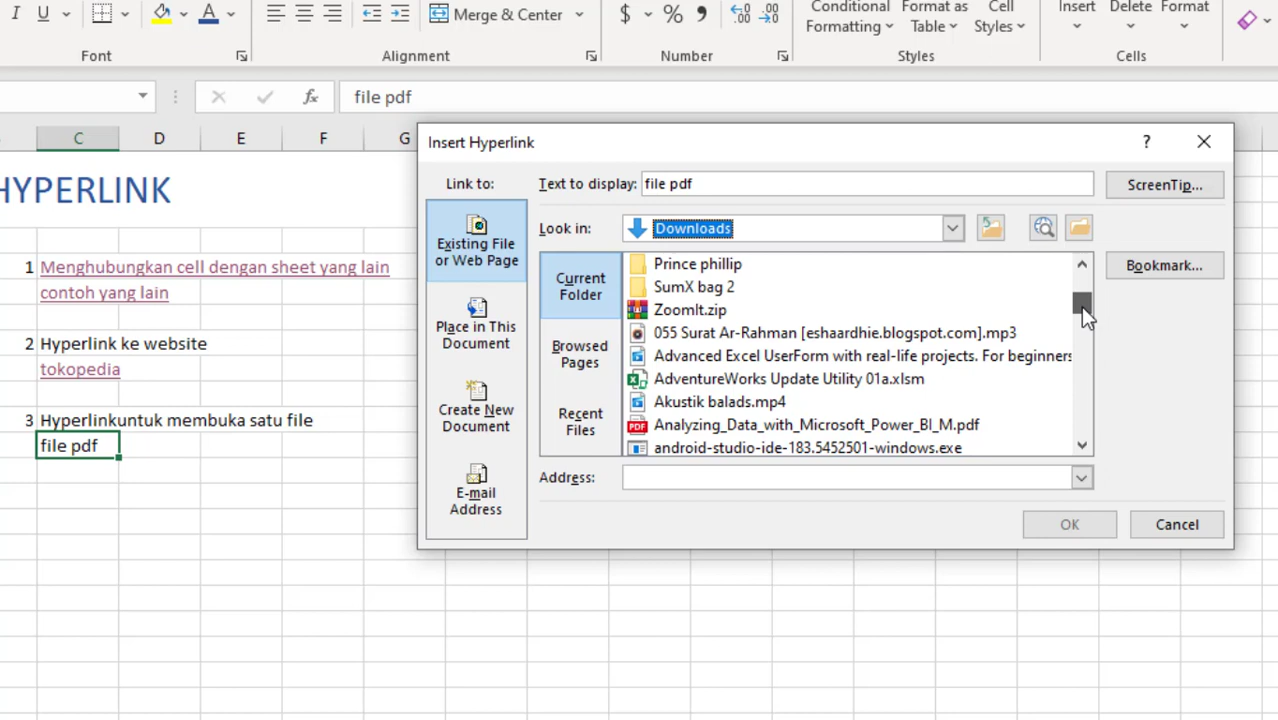 I U A
Merge & Center
$ % 9
Conditional Formatting
Format as Table
Cell Styles
Insert Delete Format
Font Alignment Number Styles Cells
fx file pdf
C D E F G
HYPERLINK
1 Menghubungkan cell dengan sheet yang lain
contoh yang lain
2 Hyperlink ke website
tokopedia
3 Hyperlinkuntuk membuka satu file
file pdf
Insert Hyperlink ?
Link to:
Text to display: file pdf
ScreenTip...
Existing File
or Web Page
Look in: Downloads
Bookmark...
Place in This
Document
Create New
Document
E-mail
Address
Current
Folder
Browsed
Pages
Recent
Files
Prince phillip
SumX bag 2
ZoomIt.zip
055 Surat Ar-Rahman [eshaardhie.blogspot.com].mp3
Advanced Excel UserForm with real-life projects. For beginners
AdventureWorks Update Utility 01a.xlsm
Akustik balads.mp4
PDF Analyzing_Data_with_Microsoft_Power_BI_M.pdf
android-studio-ide-183.5452501-windows.exe
Address:
OK Cancel